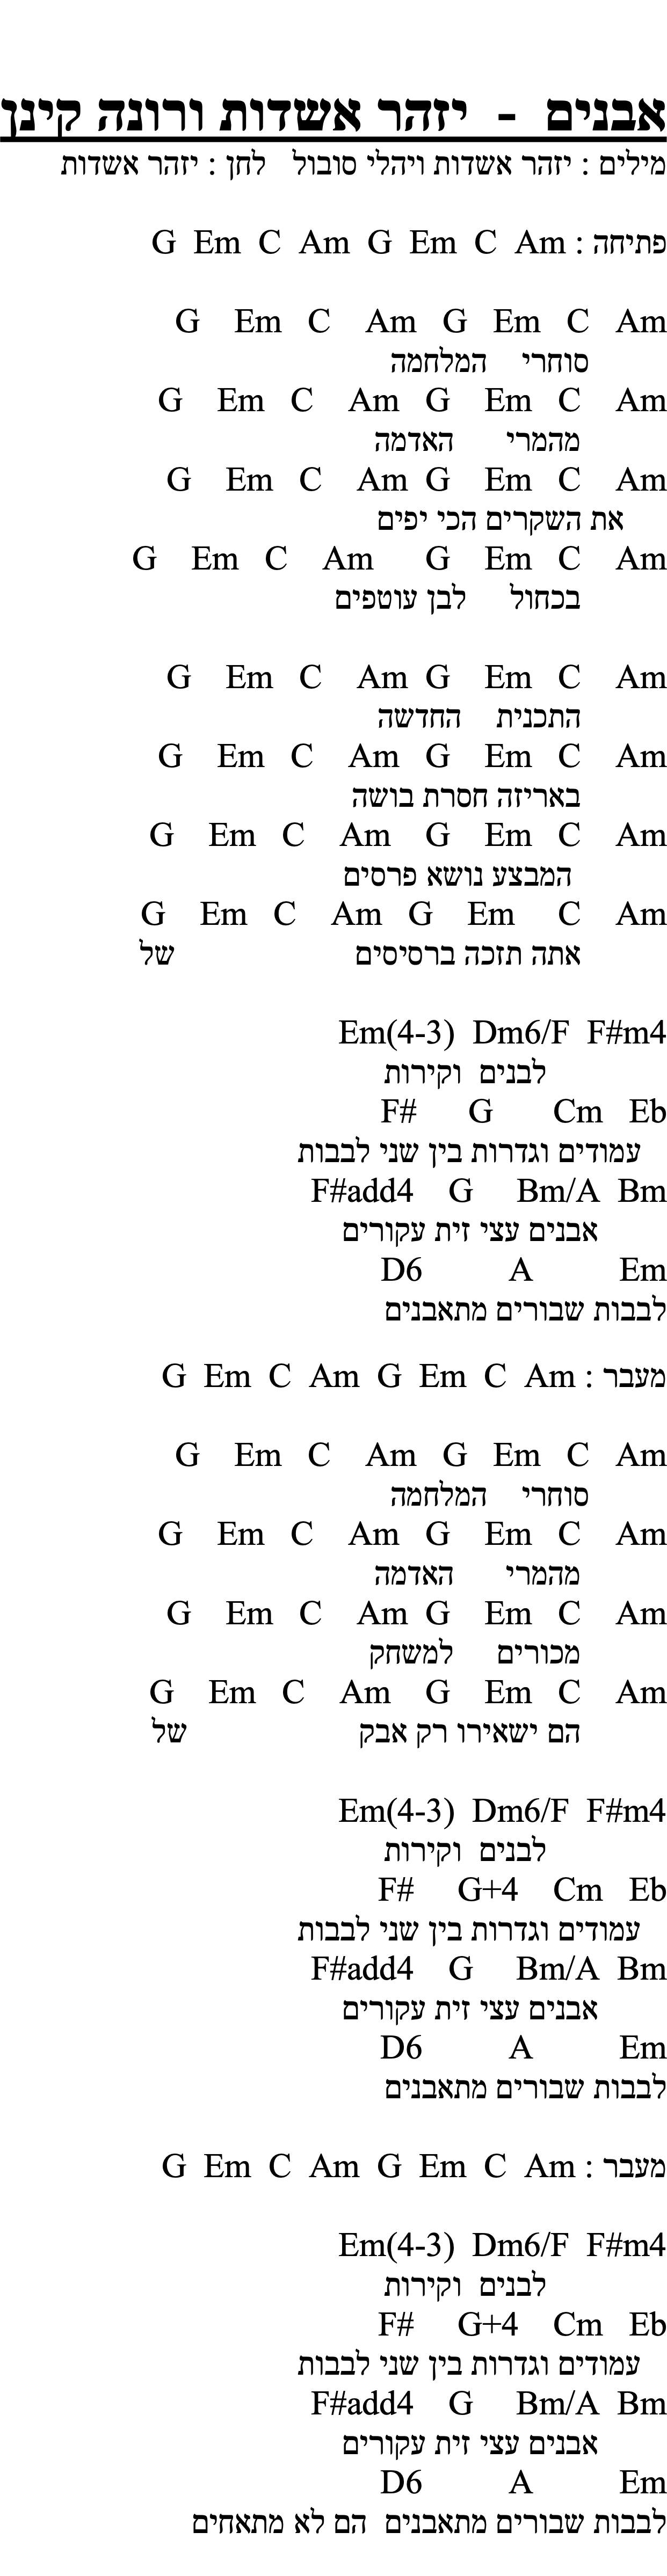 אבנים - יזהר אשדות ורונה קינן
מילים : יזהר אשדות ויהלי סובול לחן : יזהר אשדות
פתיחה : G Em C Am G Em C Am
G Em C Am G Em C Am
סוחרי המלחמה
G Em C Am G Em C Am
מהמרי האדמה
G Em C Am G Em C Am
את השקרים הכי יפים
G Em C Am G Em C Am
בכחול לבן עוטפים
G Em C Am G Em C Am
התכנית החדשה
G Em C Am G Em C Am
באריזה חסרת בושה
G Em C Am G Em C Am
המבצע נושא פרסים
G Em C Am G Em C Am
אתה תזכה ברסיסים של
Em(4-3) Dm6/F F#m4
לבנים וקירות
F# G Cm Eb
עמודים וגדרות בין שני לבבות
F#add4 G Bm/A Bm
אבנים עצי זית עקורים
D6 A Em
לבבות שבורים מתאבנים
מעבר : G Em C Am G Em C Am
G Em C Am G Em C Am
סוחרי המלחמה
G Em C Am G Em C Am
מהמרי האדמה
G Em C Am G Em C Am
מכורים למשחק
G Em C Am G Em C Am
הם ישאירו רק אבק של
Em(4-3) Dm6/F F#m4
לבנים וקירות
F# G+4 Cm Eb
עמודים וגדרות בין שני לבבות
F#add4 G Bm/A Bm
אבנים עצי זית עקורים
D6 A Em
לבבות שבורים מתאבנים
מעבר : G Em C Am G Em C Am
Em(4-3) Dm6/F F#m4
לבנים וקירות
F# G+4 Cm Eb
עמודים וגדרות בין שני לבבות
F#add4 G Bm/A Bm
אבנים עצי זית עקורים
D6 A Em
לבבות שבורים מתאבנים הם לא מתאחים